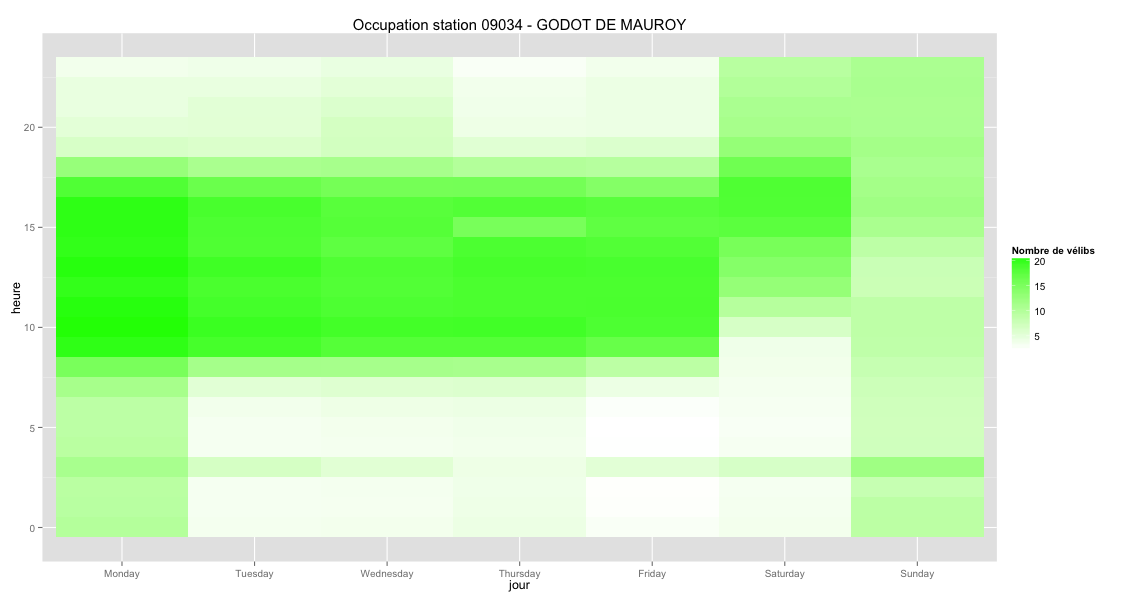 Occupation station 09034 - GODOT DE MAUROY
heure
20
15
10
5
0
Monday Tuesday Wednesday Thursday Friday Saturday Sunday
jour
Nombre de vélibs
20
15
10
5